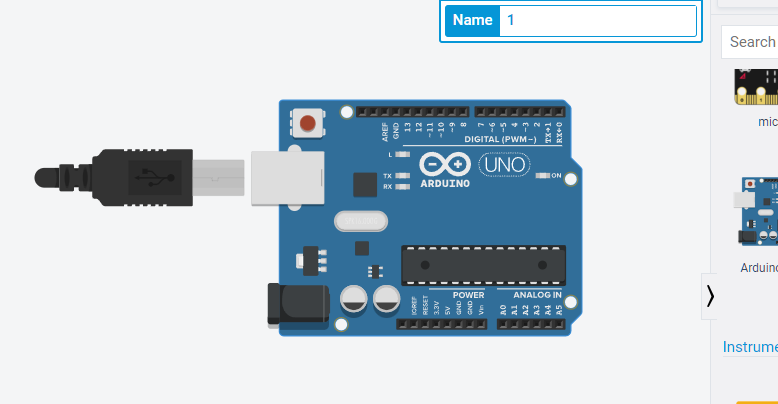 Name 1
Search
mic
AREF
GND
13
12
~11
~10
~9
8
7
~6
~5
~4
~3
2
TX→1
RX←0
DIGITAL (PWM~)
L
TX
RX
UNO
ARDUINO
ON
POWER
ANALOG IN
IOREF
RESET
3.3V
5V
GND
GND
Vin
A0
A1
A2
A3
A4
A5
Arduin
Instrume